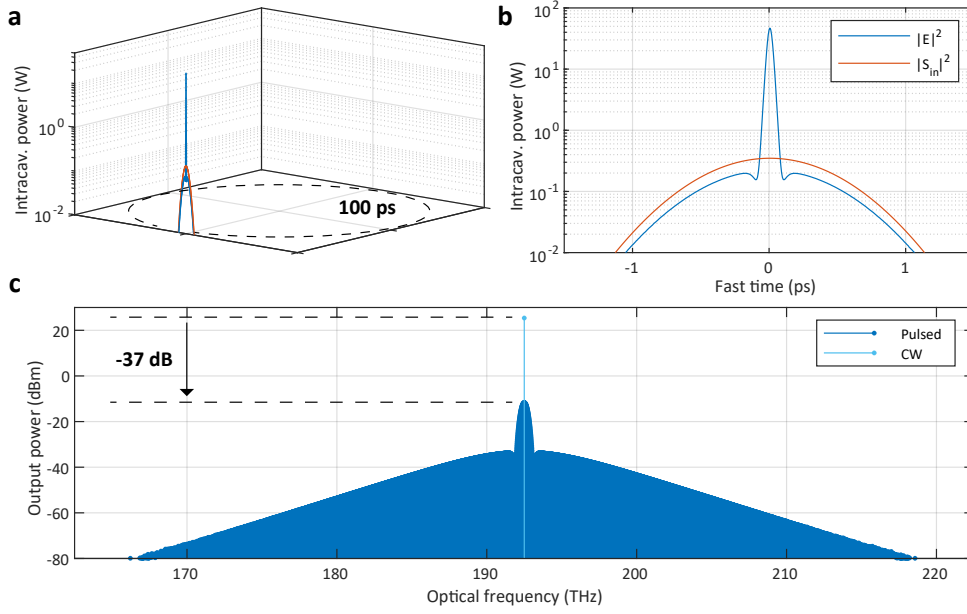 a
Intracav. power (W)
10^0
10^-2
100 ps
b
Intracav. power (W)
10^2
10^1
10^0
10^-1
10^-2
|E|^2
|S_in|^2
-1
0
1
Fast time (ps)
c
Output power (dBm)
20
0
-20
-40
-60
-80
-37 dB
Pulsed
CW
170
180
190
200
210
220
Optical frequency (THz)